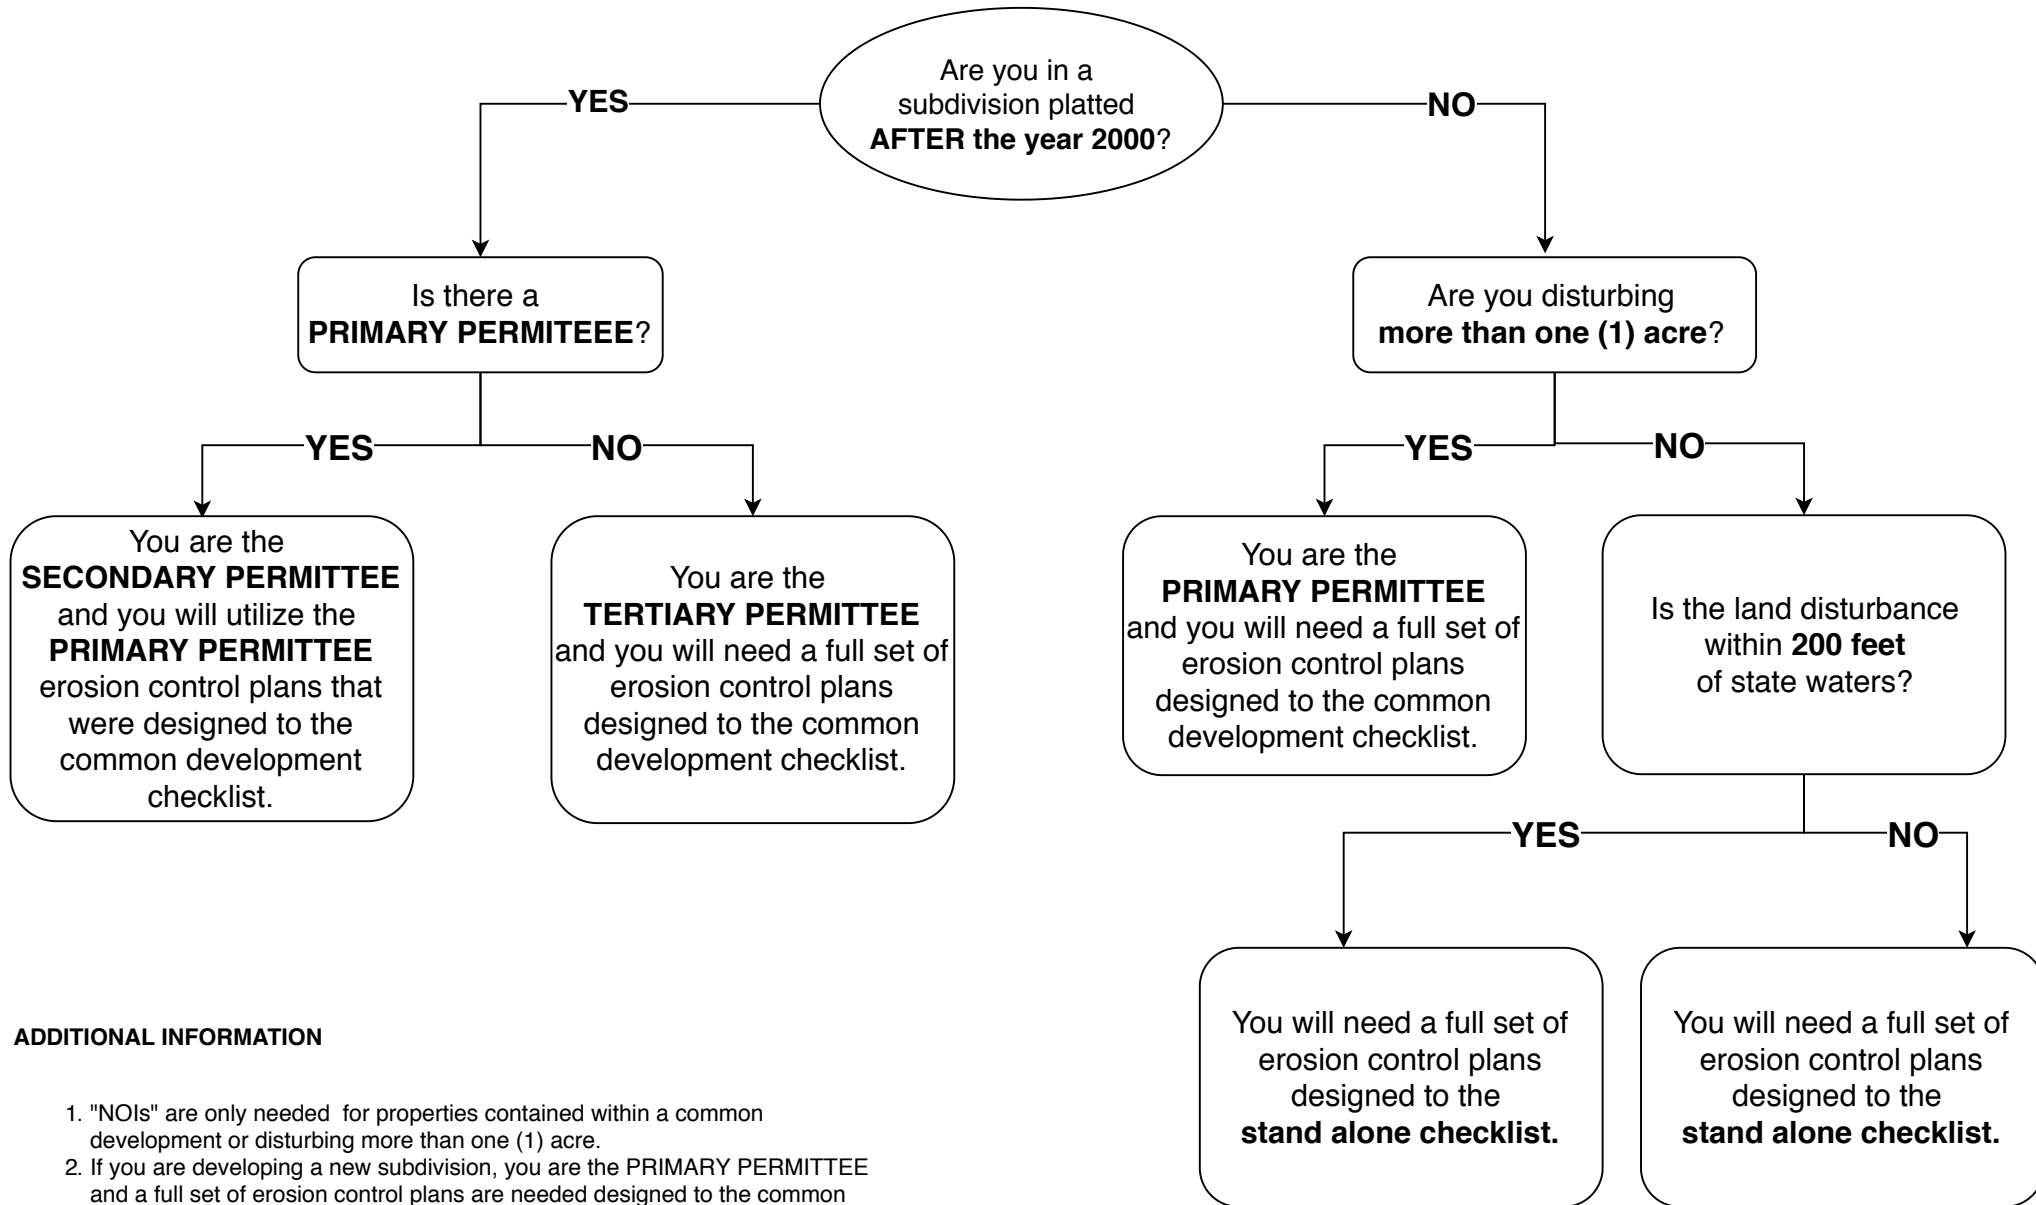 Are you in a
subdivision platted
AFTER the year 2000?
YES
NO
Is there a
PRIMARY PERMITEEE?
Are you disturbing
more than one (1) acre?
YES
NO
YES
NO
You are the
SECONDARY PERMITTEE
and you will utilize the
PRIMARY PERMITTEE
erosion control plans that
were designed to the
common development
checklist.
You are the
TERTIARY PERMITTEE
and you will need a full set of
erosion control plans
designed to the common
development checklist.
You are the
PRIMARY PERMITTEE
and you will need a full set of
erosion control plans
designed to the common
development checklist.
Is the land disturbance
within 200 feet
of state waters?
YES
NO
You will need a full set of
erosion control plans
designed to the
stand alone checklist.
You will need a full set of
erosion control plans
designed to the
stand alone checklist.
ADDITIONAL INFORMATION
1. "NOIs" are only needed for properties contained within a common
development or disturbing more than one (1) acre.
2. If you are developing a new subdivision, you are the PRIMARY PERMITTEE
and a full set of erosion control plans are needed designed to the common